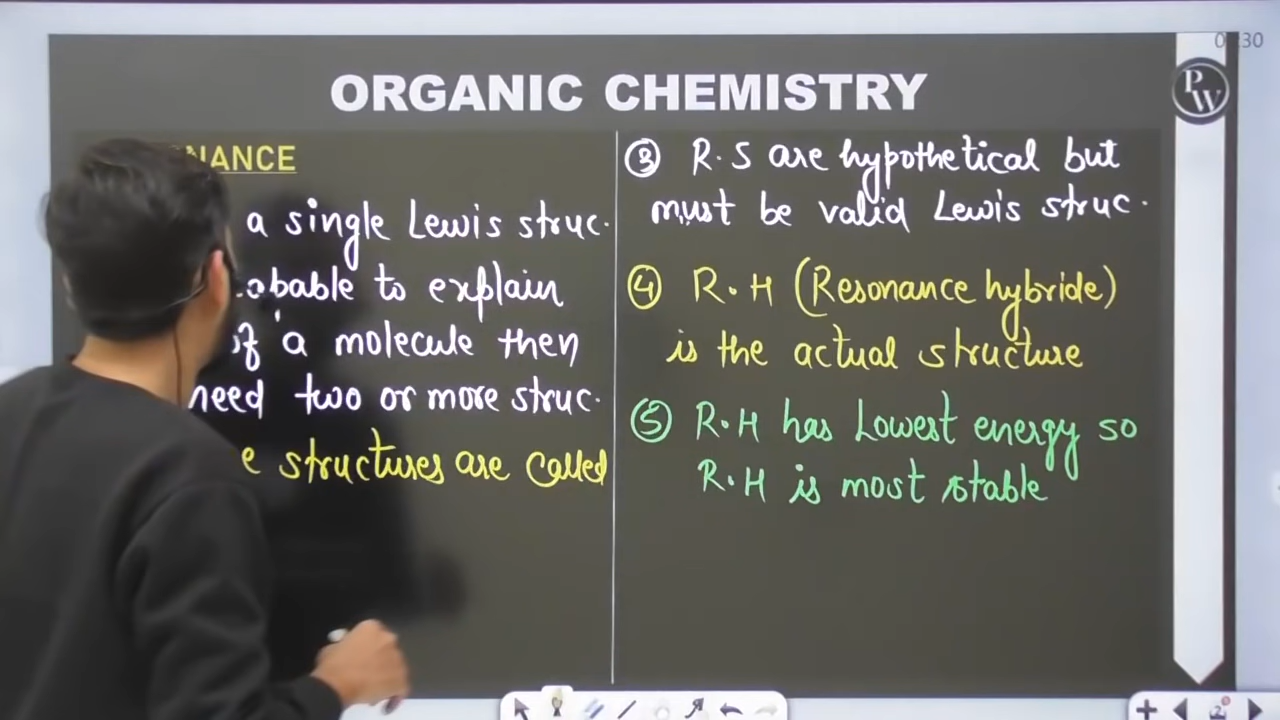 ORGANIC CHEMISTRY
NANCE
a single Lewis struc.
obable to explain
of a molecule then
need two or more struc.
e structures are called
③ R.S are hypothetical but
must be valid Lewis struc.
④ R.H (Resonance hybride)
is the actual structure
⑤ R.H has Lowest energy so
R.H is most stable
PW